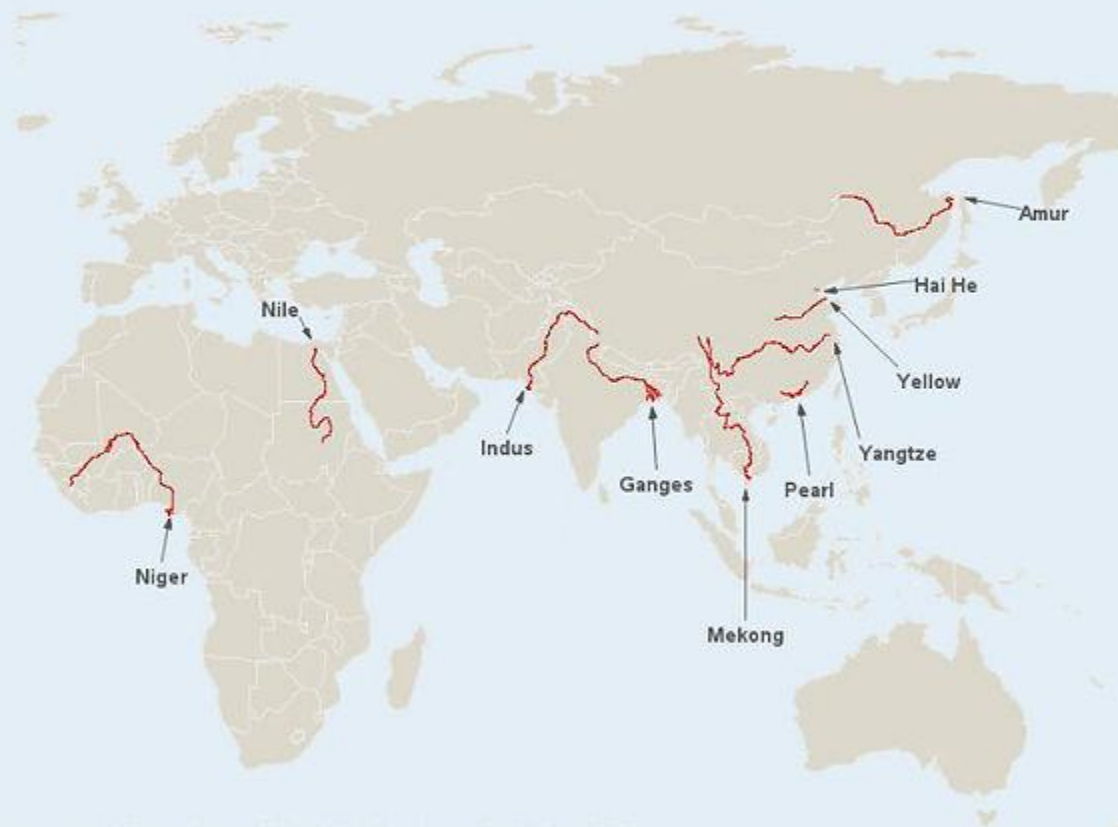 Amur
Hai He
Nile
Yellow
Indus
Yangtze
Ganges
Pearl
Niger
Mekong